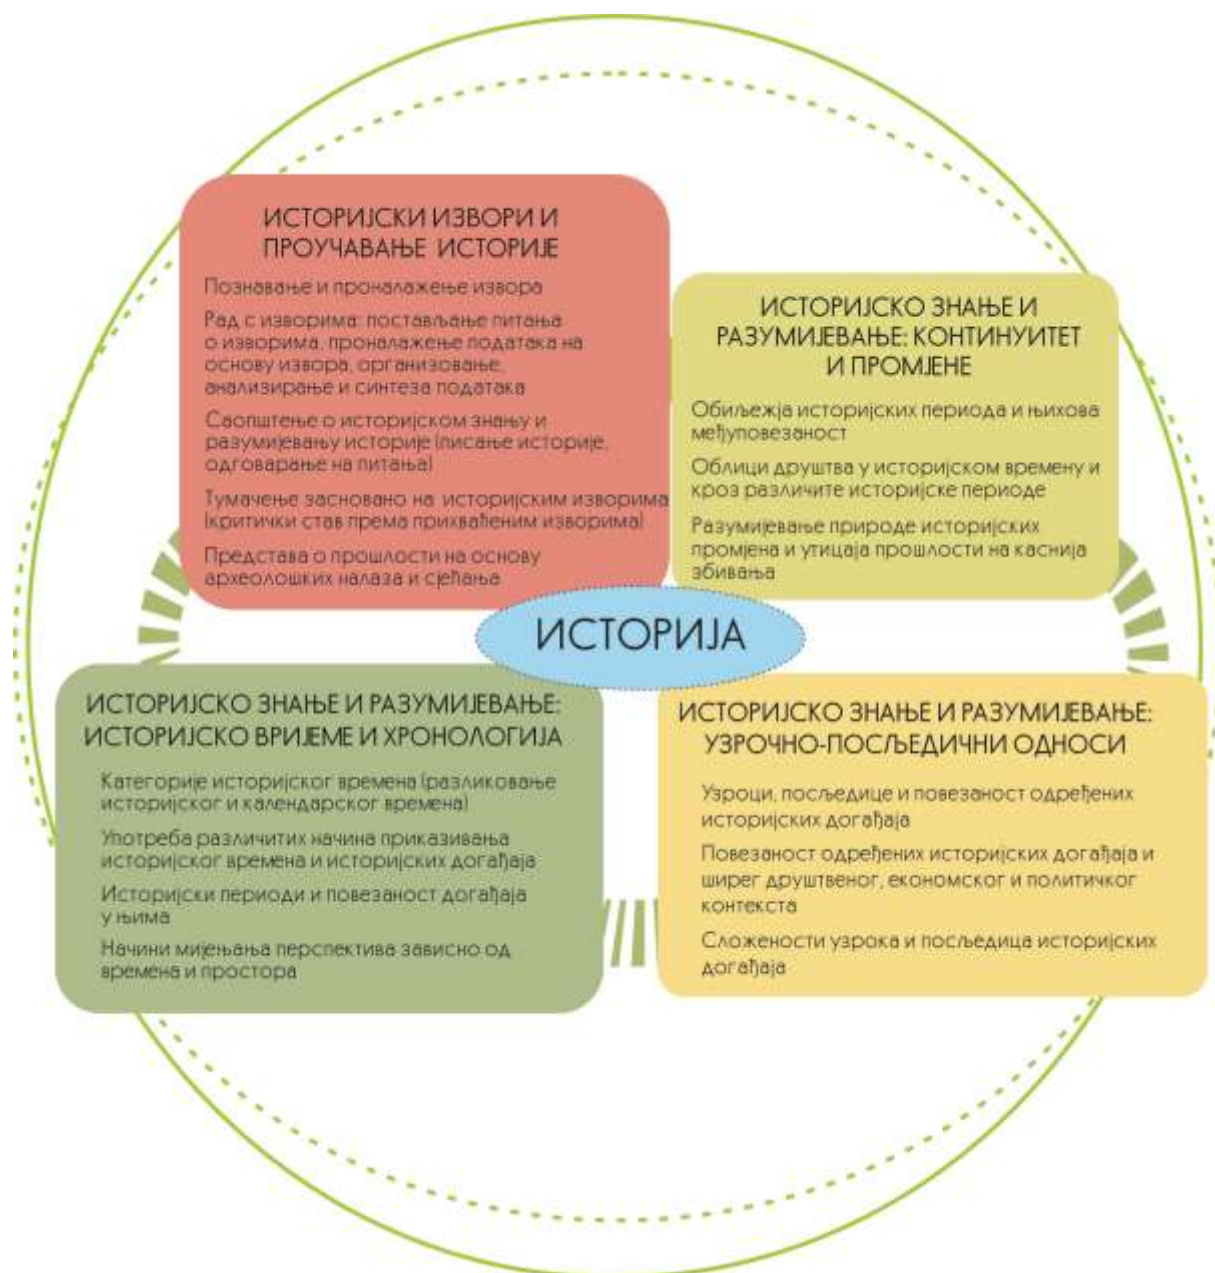 ИСТОРИЈСКИ ИЗВОРИ И
ПРОУЧАВАЊЕ ИСТОРИЈЕ
Познавање и проналажење извора
Рад с изворима: постављање питања
о изворима, проналажење података на
основу извора, организовање,
анализирање и синтеза података
Саопштење о историјском знању и
разумијевању историје (писање историје,
одговарање на питања)
Тумачење засновано на историјским изворима
(критички став према прихваћеним изворима)
Представа о прошлости на основу
археолошких налаза и сјећања
ИСТОРИЈСКО ЗНАЊЕ И
РАЗУМИЈЕВАЊЕ: КОНТИНУИТЕТ
И ПРОМЈЕНЕ
Обиљежја историјских периода и њихова
међуповезаност
Облици друштва у историјском времену и
кроз различите историјске периоде
Разумијевање природе историјских
промјена и утицаја прошлости на каснија
збивања
ИСТОРИЈА
ИСТОРИЈСКО ЗНАЊЕ И РАЗУМИЈЕВАЊЕ:
ИСТОРИЈСКО ВРИЈЕМЕ И ХРОНОЛОГИЈА
Категорије историјског времена (разликовање
историјског и календарског времена)
Употреба различитих начина приказивања
историјског времена и историјских догађаја
Историјски периоди и повезаност догађаја
у њима
Начини мијењања перспектива зависно од
времена и простора
ИСТОРИЈСКО ЗНАЊЕ И РАЗУМИЈЕВАЊЕ:
УЗРОЧНО-ПОСЉЕДИЧНИ ОДНОСИ
Узроци, посљедице и повезаност одређених
историјских догађаја
Повезаност одређених историјских догађаја и
ширег друштвеног, економског и политичког
контекста
Сложености узрока и посљедица историјских
догађаја